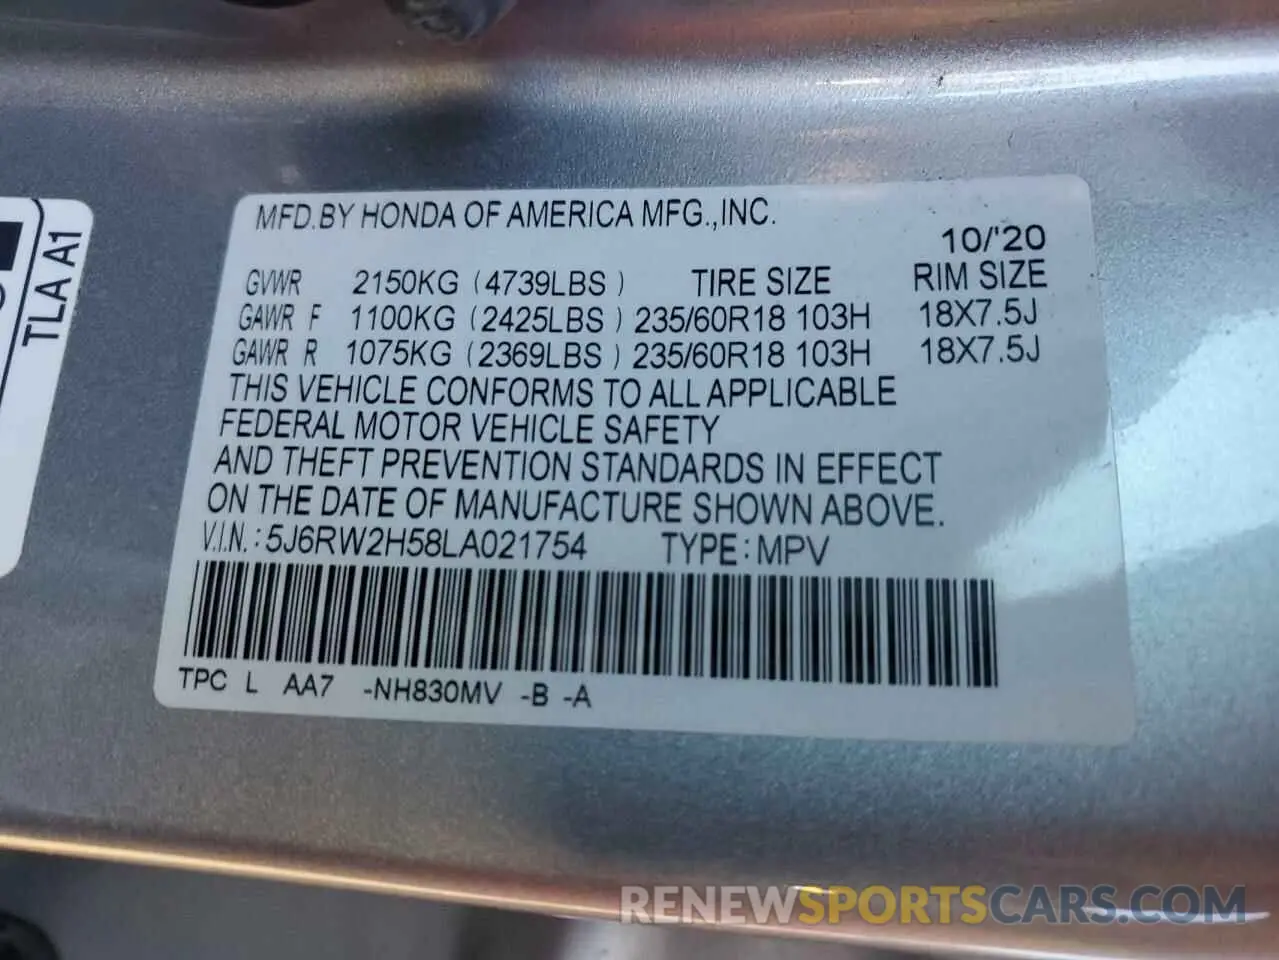 MFD.BY HONDA OF AMERICA MFG.,INC.
10/'20
GVWR 2150KG (4739LBS) TIRE SIZE RIM SIZE
GAWR F 1100KG (2425LBS) 235/60R18 103H 18X7.5J
GAWR R 1075KG (2369LBS) 235/60R18 103H 18X7.5J
THIS VEHICLE CONFORMS TO ALL APPLICABLE
FEDERAL MOTOR VEHICLE SAFETY
AND THEFT PREVENTION STANDARDS IN EFFECT
ON THE DATE OF MANUFACTURE SHOWN ABOVE.
V.I.N.: 5J6RW2H58LA021754 TYPE: MPV
TPC L AA7 -NH830MV -B -A
TLA A1
RENEWSPORTSCARS.COM